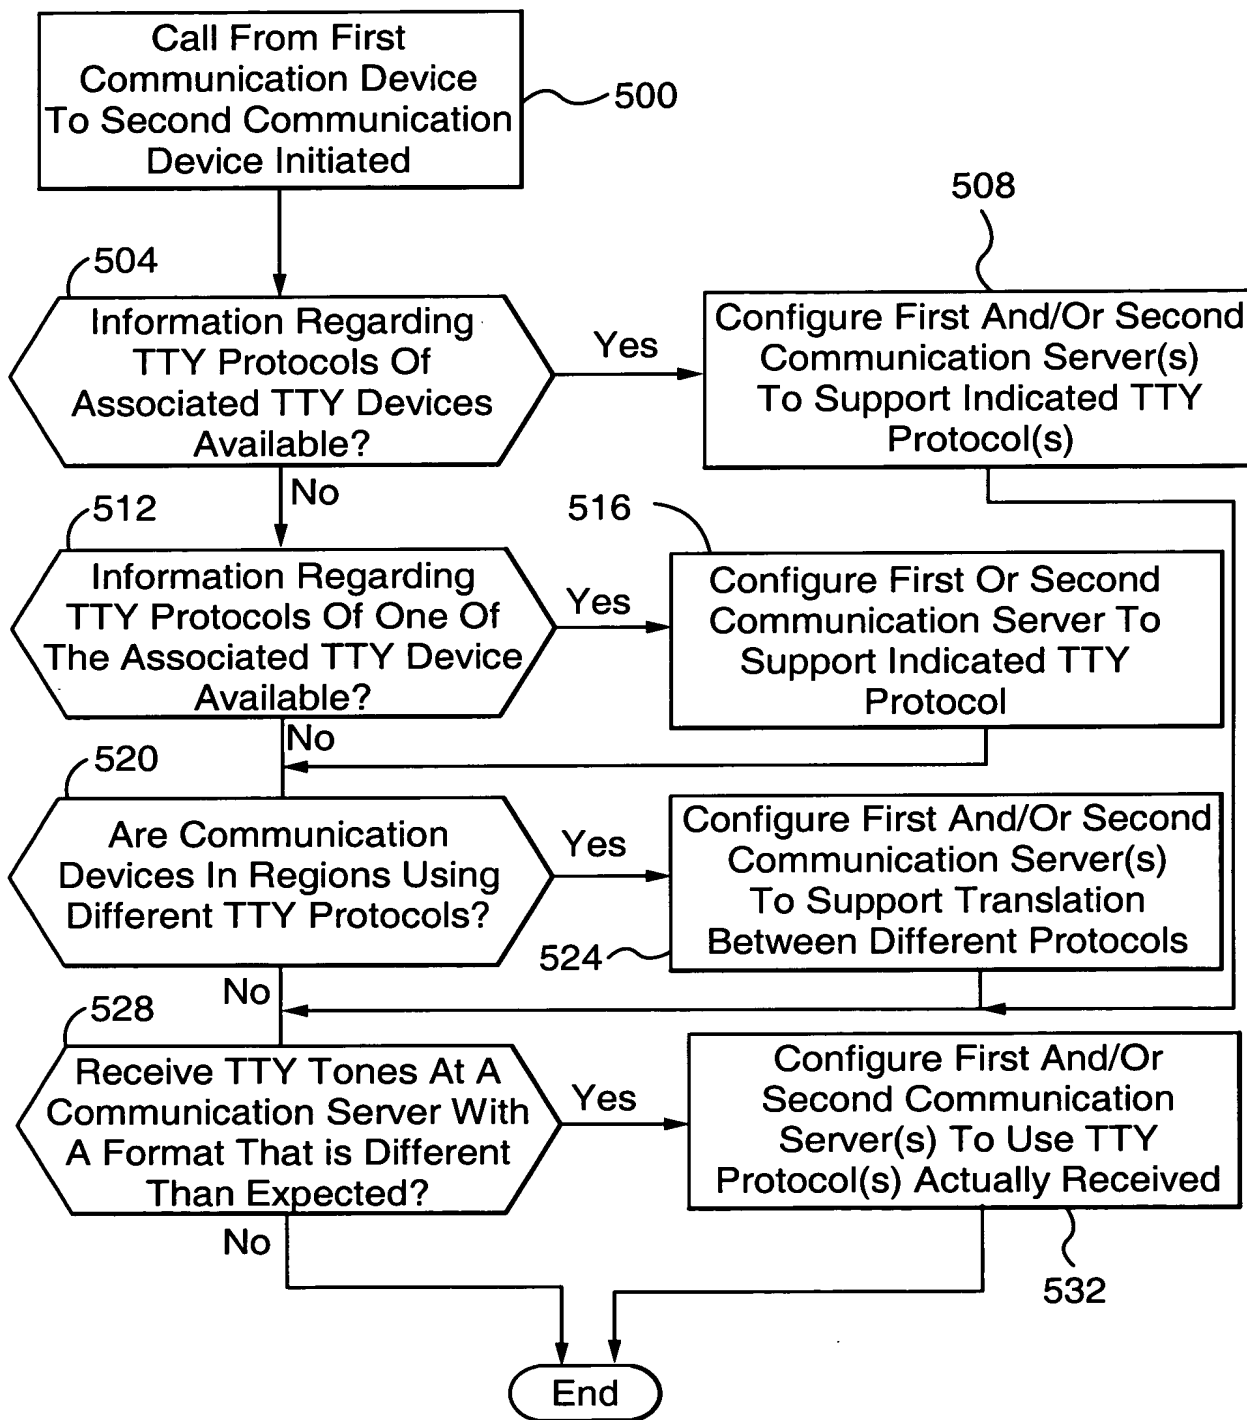 Call From First
Communication Device
To Second Communication
Device Initiated
500
504
Information Regarding
TTY Protocols Of
Associated TTY Devices
Available?
Yes
No
508
Configure First And/Or Second
Communication Server(s)
To Support Indicated TTY
Protocol(s)
512
Information Regarding
TTY Protocols Of One Of
The Associated TTY Device
Available?
Yes
No
516
Configure First Or Second
Communication Server To
Support Indicated TTY
Protocol
520
Are Communication
Devices In Regions Using
Different TTY Protocols?
Yes
No
Configure First And/Or Second
Communication Server(s)
To Support Translation
Between Different Protocols
524
528
Receive TTY Tones At A
Communication Server With
A Format That is Different
Than Expected?
Yes
No
Configure First And/Or
Second Communication
Server(s) To Use TTY
Protocol(s) Actually Received
532
End